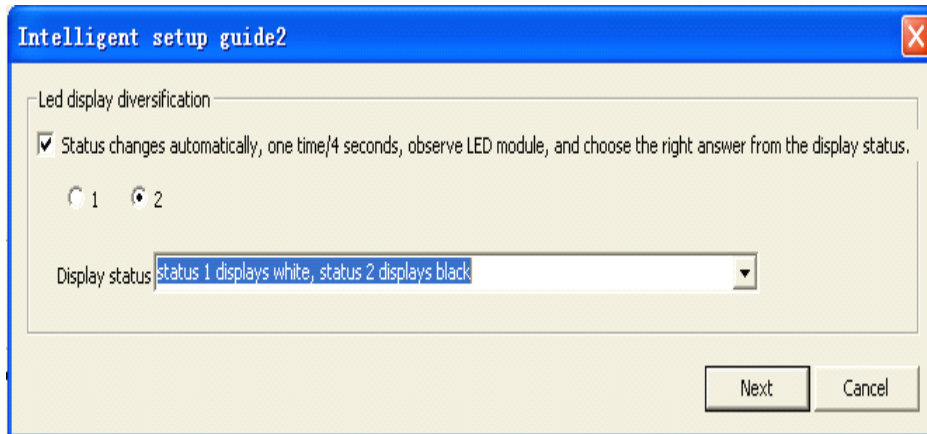 Intelligent setup guide2
Led display diversification
Status changes automatically, one time/4 seconds, observe LED module, and choose the right answer from the display status.
1 2
Display status status 1 displays white, status 2 displays black
Next Cancel